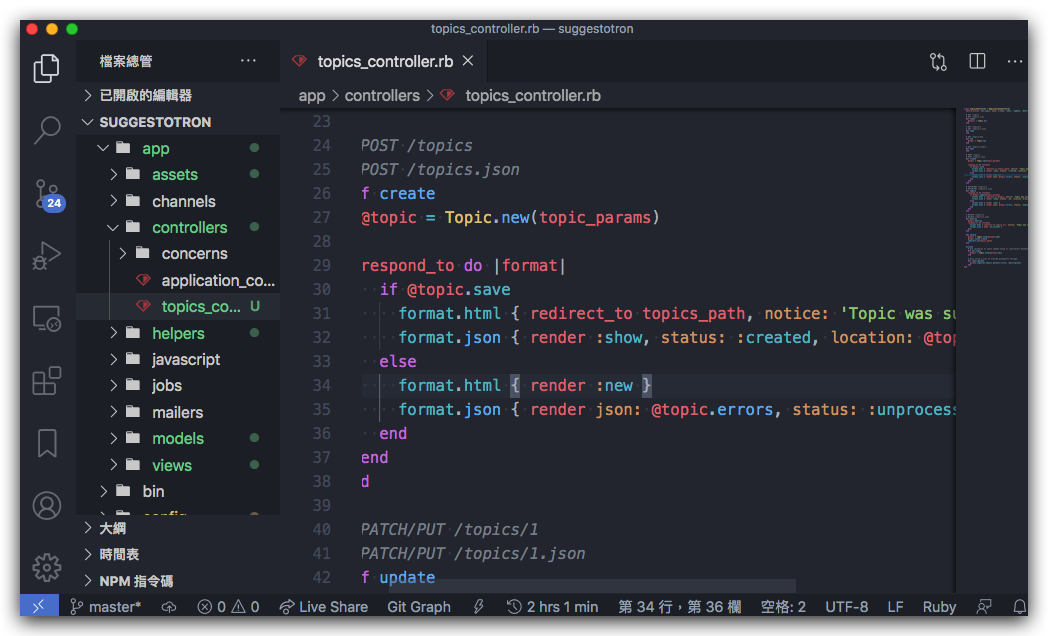 topics_controller.rb — suggestotron
檔案總管
已開啟的編輯器
SUGGESTOTRON
app
assets
channels
controllers
concerns
application_co...
topics_co... U
helpers
javascript
jobs
mailers
models
views
bin
config
大綱
時間表
NPM 指令碼
24
topics_controller.rb
app > controllers > topics_controller.rb
23
24 POST /topics
25 POST /topics.json
26 f create
27 @topic = Topic.new(topic_params)
28
29 respond_to do |format|
30 if @topic.save
31 format.html { redirect_to topics_path, notice: 'Topic was su
32 format.json { render :show, status: :created, location: @top
33 else
34 format.html { render :new }
35 format.json { render json: @topic.errors, status: :unprocess
36 end
37 end
38 d
39
40 PATCH/PUT /topics/1
41 PATCH/PUT /topics/1.json
42 f update
master* 0 0 Live Share Git Graph 2 hrs 1 min 第 34 行，第 36 欄 空格: 2 UTF-8 LF Ruby